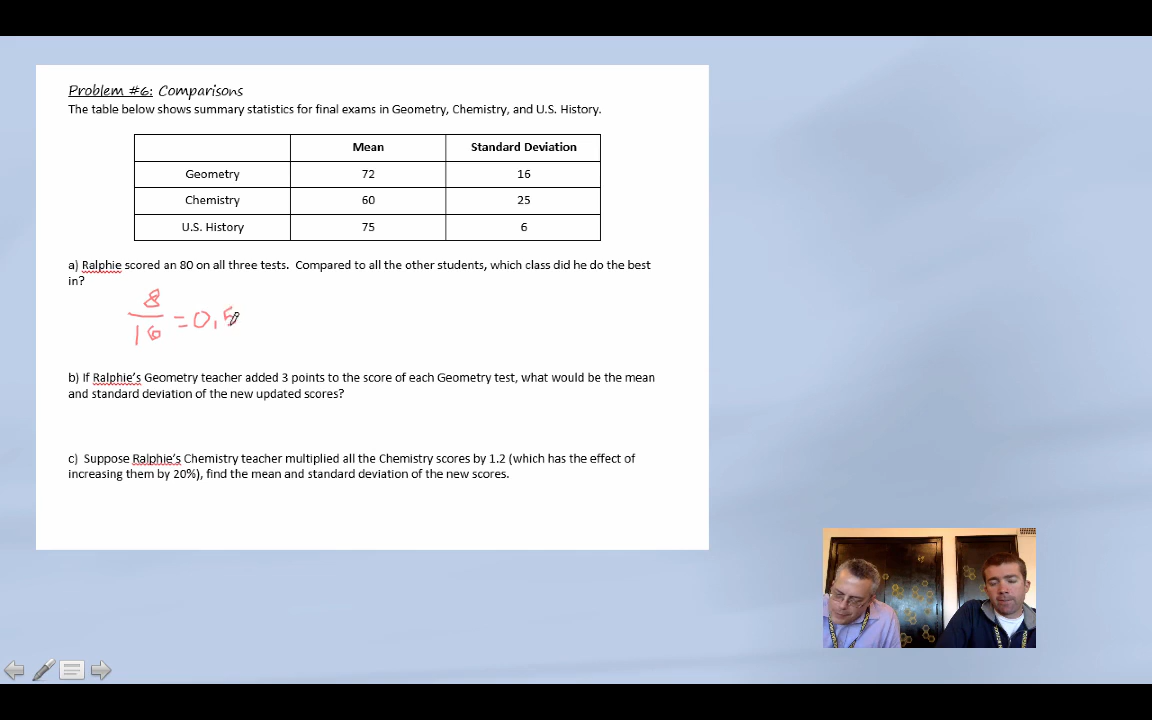 Problem #6: Comparisons
The table below shows summary statistics for final exams in Geometry, Chemistry, and U.S. History.
Mean Standard Deviation
Geometry 72 16
Chemistry 60 25
U.S. History 75 6
a) Ralphie scored an 80 on all three tests. Compared to all the other students, which class did he do the best
in?
8
16 = 0.5
b) If Ralphie's Geometry teacher added 3 points to the score of each Geometry test, what would be the mean
and standard deviation of the new updated scores?
c) Suppose Ralphie's Chemistry teacher multiplied all the Chemistry scores by 1.2 (which has the effect of
increasing them by 20%), find the mean and standard deviation of the new scores.